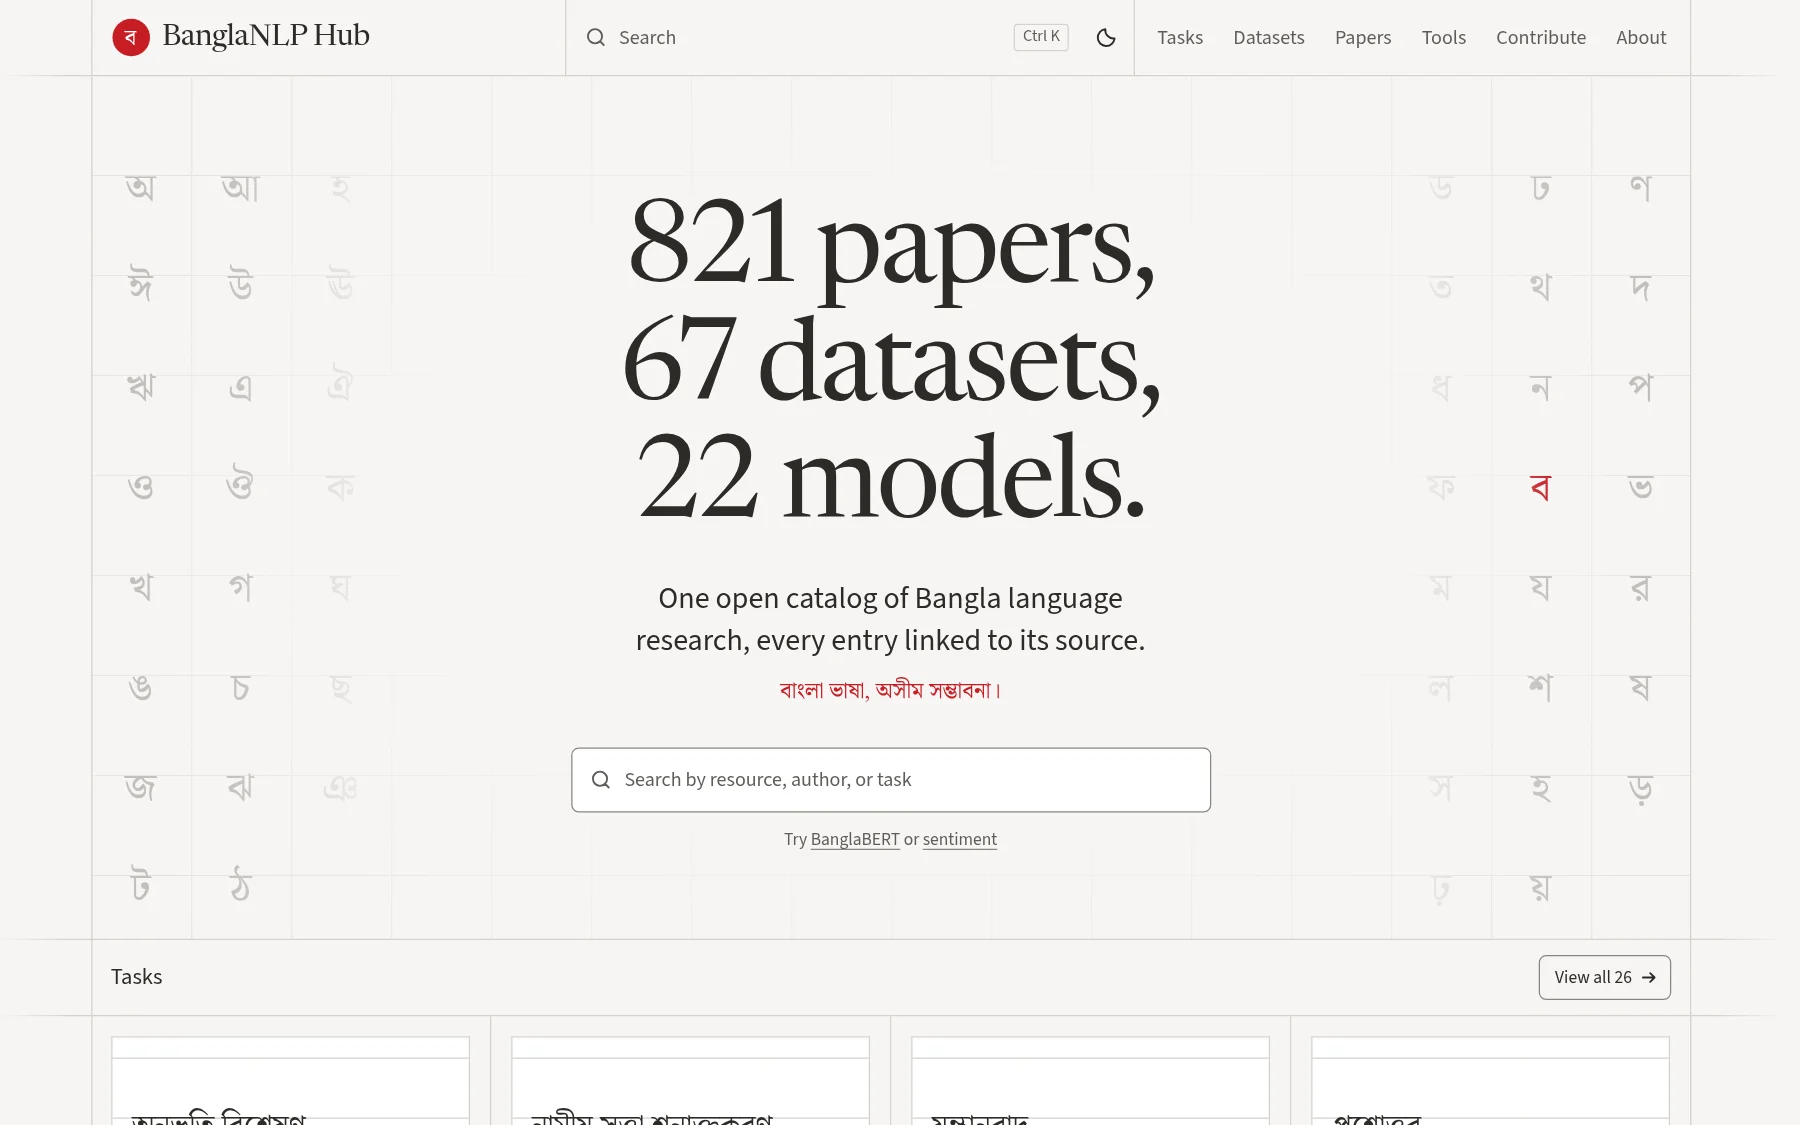 ব BanglaNLP Hub
Search
Ctrl K
Tasks Datasets Papers Tools Contribute About
821 papers,
67 datasets,
22 models.
One open catalog of Bangla language
research, every entry linked to its source.
বাংলা ভাষা, অসীম সম্ভাবনা।
Search by resource, author, or task
Try BanglaBERT or sentiment
অ আ ই
ঈ উ ঊ
ঋ এ ঐ
ও ঔ ক
খ গ ঘ
ঙ চ ছ
জ ঝ ঞ
ট ঠ
ড ঢ ণ
ত থ দ
ধ ন প
ফ ব ভ
ম য র
ল শ ষ
স হ ড়
ঢ় য়
Tasks
View all 26